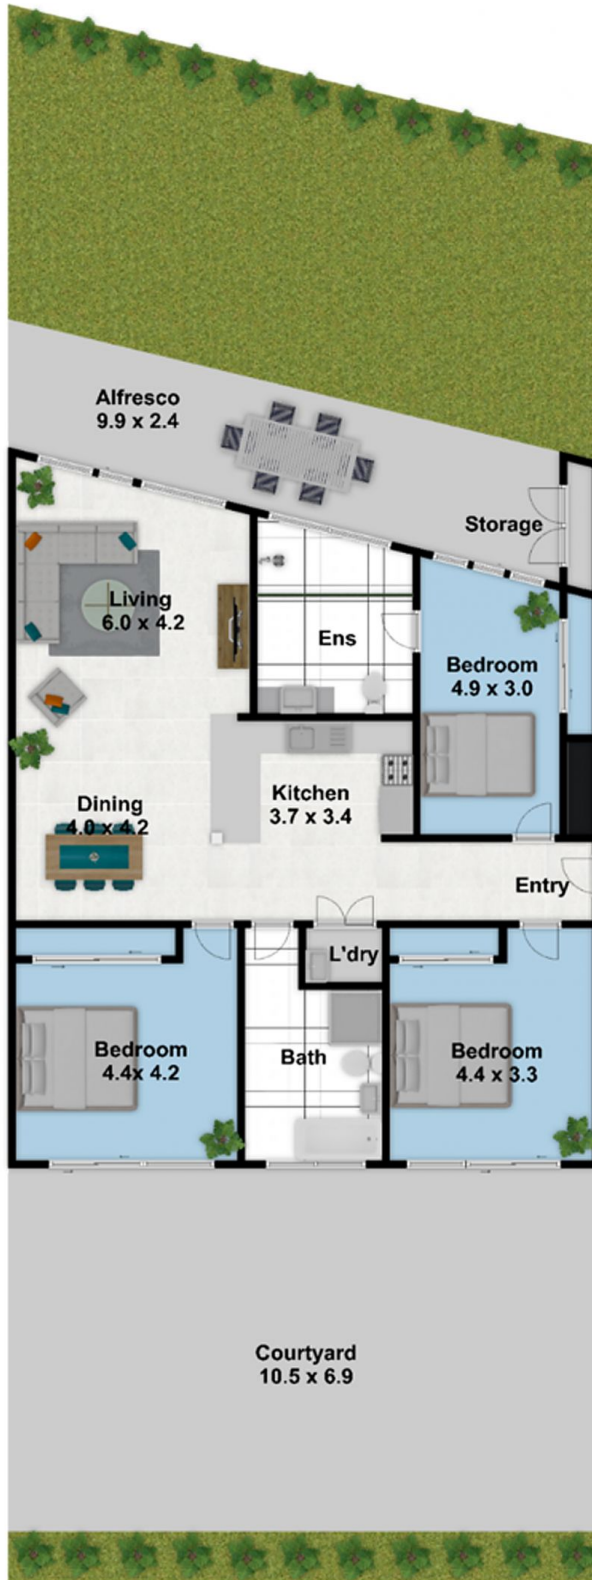 Alfresco
9.9 x 2.4
Storage
Living
6.0 x 4.2
Ens
Bedroom
4.9 x 3.0
Kitchen
3.7 x 3.4
Dining
4.0 x 4.2
Entry
L'dry
Bedroom
4.4x 4.2
Bath
Bedroom
4.4 x 3.3
Courtyard
10.5 x 6.9